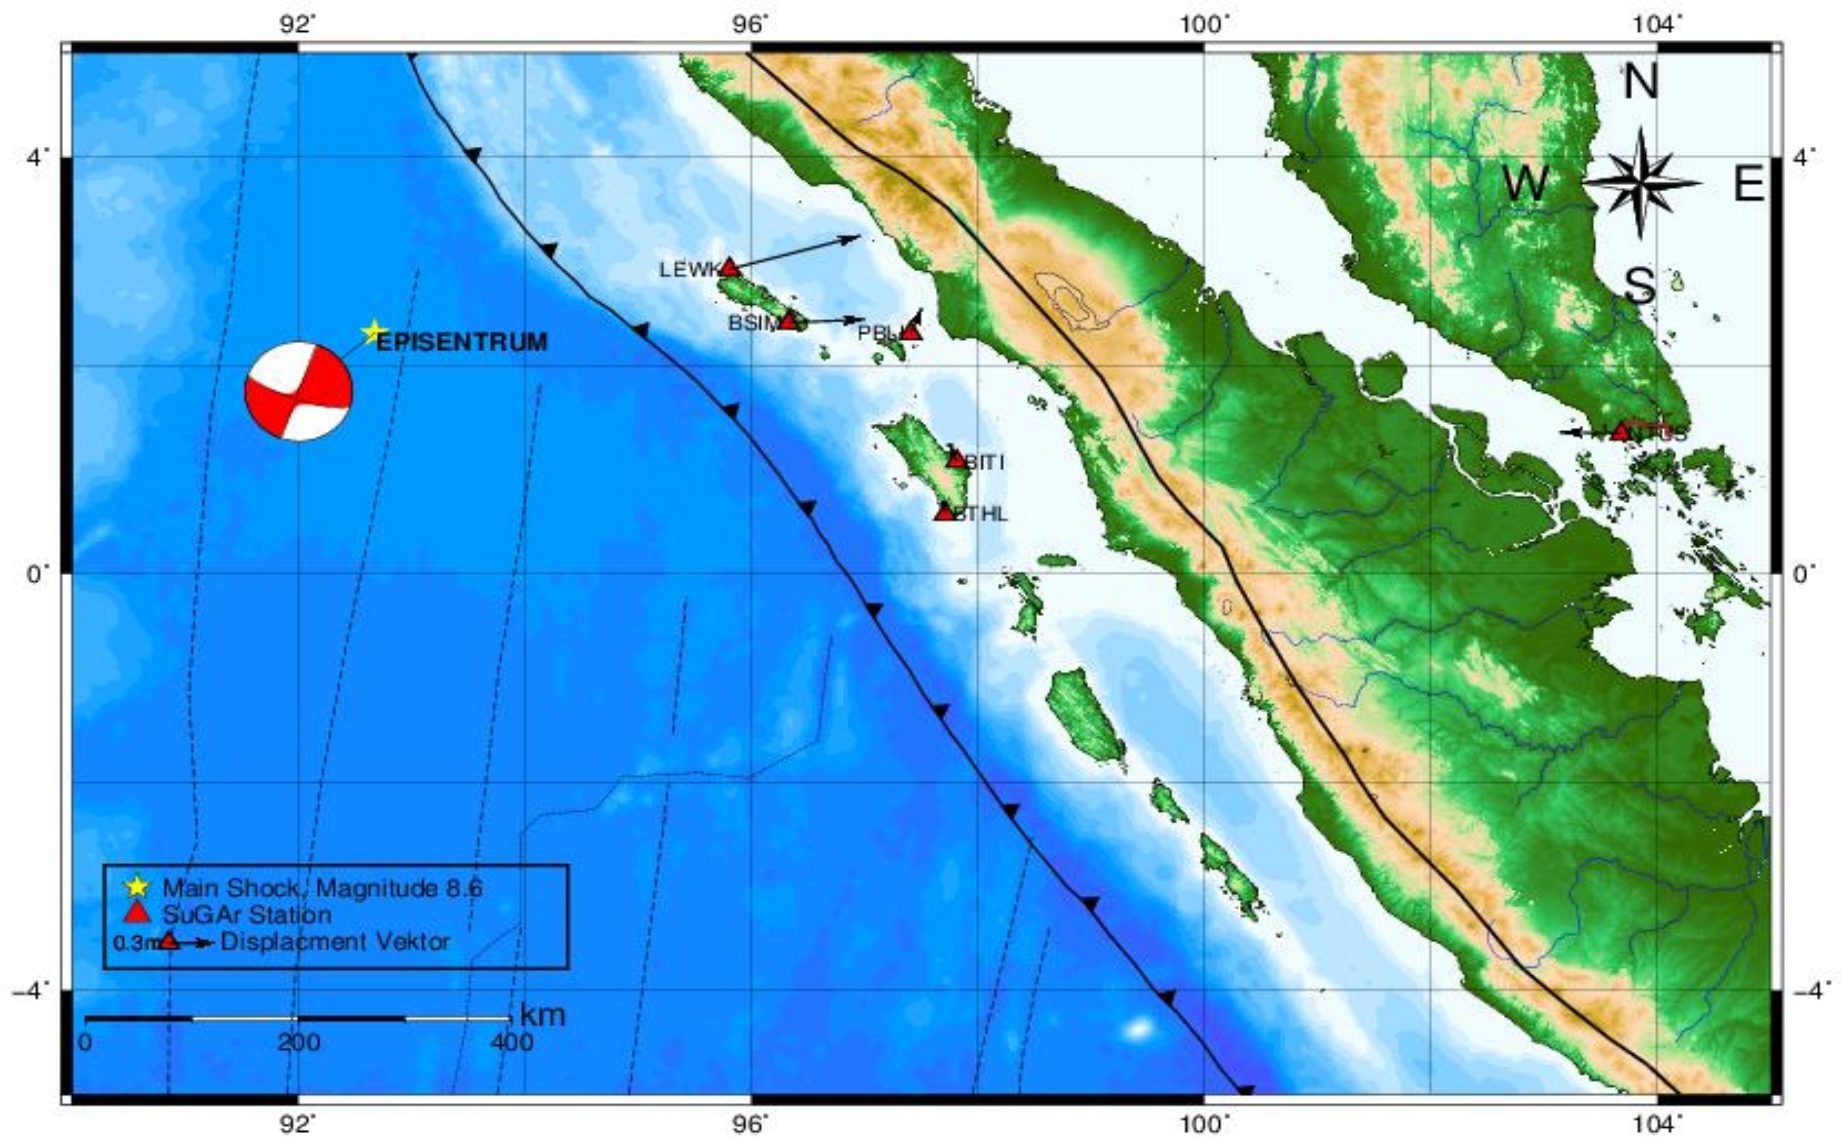 92° 96° 100° 104°
N
4° 4°
W E
LEWK
S
BSIM
PBLI
EPISENTRUM
NTUS
BITI
BTHL
0° 0°
Main Shock, Magnitude 8.6
SuGAr Station
0.3m Displacment Vektor
-4° -4°
km
0 200 400
92° 96° 100° 104°